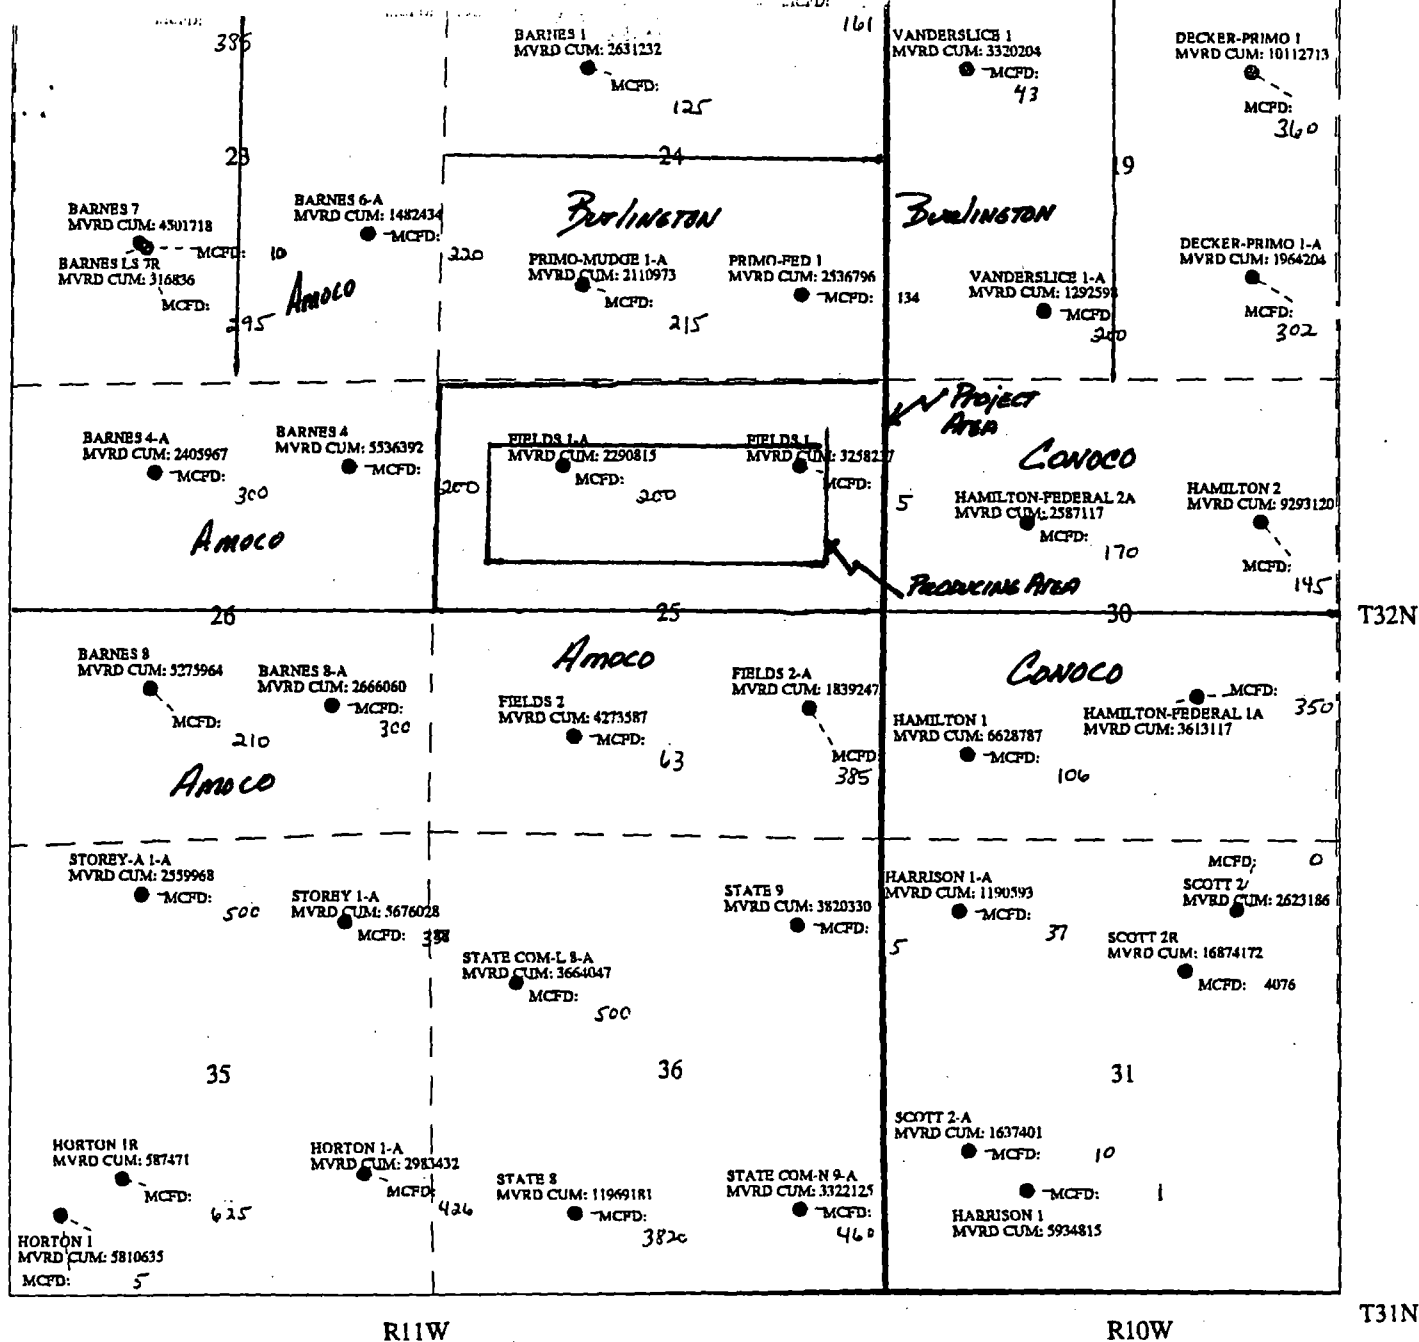 MCFD:
385
BARNES 1
MVRD CUM: 2631232
MCFD:
125
MCFD:
161
VANDERSLICE 1
MVRD CUM: 3320204
MCFD:
43
DECKER-PRIMO 1
MVRD CUM: 10112713
MCFD:
360
23
24
19
BARNES 7
MVRD CUM: 4501718
MCFD: 10
BARNES LS 7R
MVRD CUM: 316836
MCFD:
295
BARNES 6-A
MVRD CUM: 1482434
MCFD:
220
AMOCO
BURLINGTON
PRIMO-MUDGE 1-A
MVRD CUM: 2110973
MCFD:
215
PRIMO-FED 1
MVRD CUM: 2536796
MCFD: 134
BURLINGTON
VANDERSLICE 1-A
MVRD CUM: 1292598
MCFD
200
DECKER-PRIMO 1-A
MVRD CUM: 1964204
MCFD:
302
PROJECT
AREA
BARNES 4-A
MVRD CUM: 2405967
MCFD:
300
BARNES 4
MVRD CUM: 5536392
MCFD:
200
AMOCO
FIELDS 1-A
MVRD CUM: 2290815
MCFD:
200
FIELDS 1
MVRD CUM: 3258237
MCFD:
5
CONOCO
HAMILTON-FEDERAL 2A
MVRD CUM: 2587117
MCFD:
170
HAMILTON 2
MVRD CUM: 9293120
MCFD:
145
PRODUCING AREA
26
25
30
T32N
BARNES 8
MVRD CUM: 5275964
MCFD:
210
BARNES 8-A
MVRD CUM: 2666060
MCFD:
300
AMOCO
AMOCO
FIELDS 2
MVRD CUM: 4273587
MCFD:
63
FIELDS 2-A
MVRD CUM: 1839247
MCFD
385
CONOCO
HAMILTON 1
MVRD CUM: 6628787
MCFD:
106
MCFD:
350
HAMILTON-FEDERAL 1A
MVRD CUM: 3613117
STOREY-A 1-A
MVRD CUM: 2559968
MCFD:
500
STOREY 1-A
MVRD CUM: 5676028
MCFD:
STATE COM-L 8-A
MVRD CUM: 3664047
MCFD:
500
STATE 9
MVRD CUM: 3820330
MCFD:
5
HARRISON 1-A
MVRD CUM: 1190593
MCFD:
37
MCFD: 0
SCOTT 2
MVRD CUM: 2623186
SCOTT 2R
MVRD CUM: 16874172
MCFD: 4076
35
36
31
HORTON 1R
MVRD CUM: 587471
MCFD:
625
HORTON 1
MVRD CUM: 5810635
MCFD: 5
HORTON 1-A
MVRD CUM: 2983432
MCFD:
426
STATE 8
MVRD CUM: 11969181
MCFD:
382c
STATE COM-N 9-A
MVRD CUM: 3322125
MCFD:
460
SCOTT 2-A
MVRD CUM: 1637401
MCFD: 10
MCFD: 1
HARRISON 1
MVRD CUM: 5934815
T31N
R11W
R10W